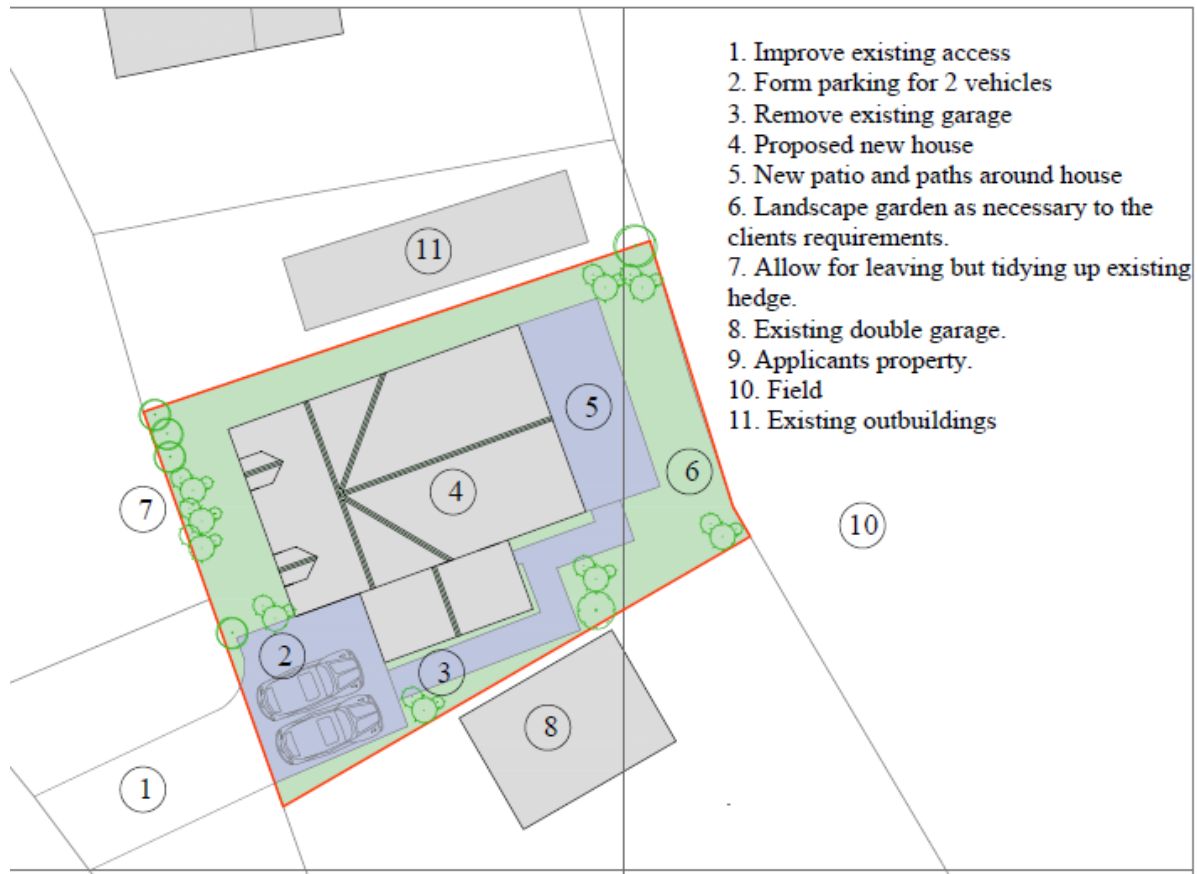 1. Improve existing access
2. Form parking for 2 vehicles
3. Remove existing garage
4. Proposed new house
5. New patio and paths around house
6. Landscape garden as necessary to the
clients requirements.
7. Allow for leaving but tidying up existing
hedge.
8. Existing double garage.
9. Applicants property.
10. Field
11. Existing outbuildings
11
5
6
4
7
10
2
3
8
1